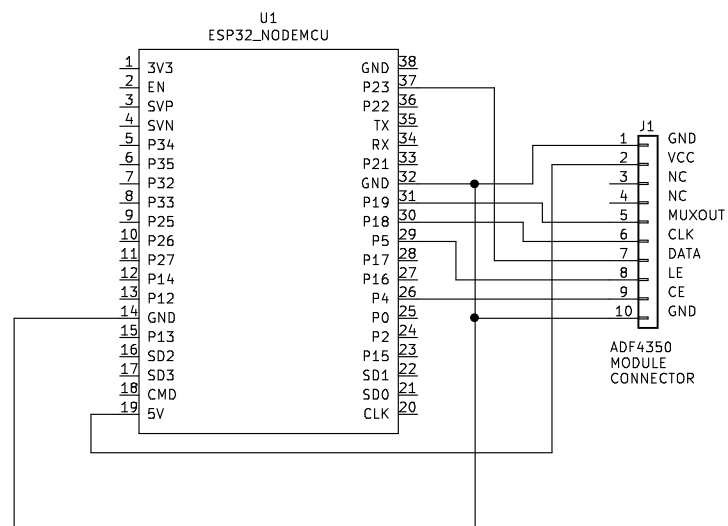 U1
ESP32_NODEMCU
1 3V3
2 EN
3 SVP
4 SVN
5 P34
6 P35
7 P32
8 P33
9 P25
10 P26
11 P27
12 P14
13 P12
14 GND
15 P13
16 SD2
17 SD3
18 CMD
19 5V
GND 38
P23 37
P22 36
TX 35
RX 34
P21 33
GND 32
P19 31
P18 30
P5 29
P17 28
P16 27
P4 26
P0 25
P2 24
P15 23
SD1 22
SD0 21
CLK 20
J1
1 GND
2 VCC
3 NC
4 NC
5 MUXOUT
6 CLK
7 DATA
8 LE
9 CE
10 GND
ADF4350
MODULE
CONNECTOR